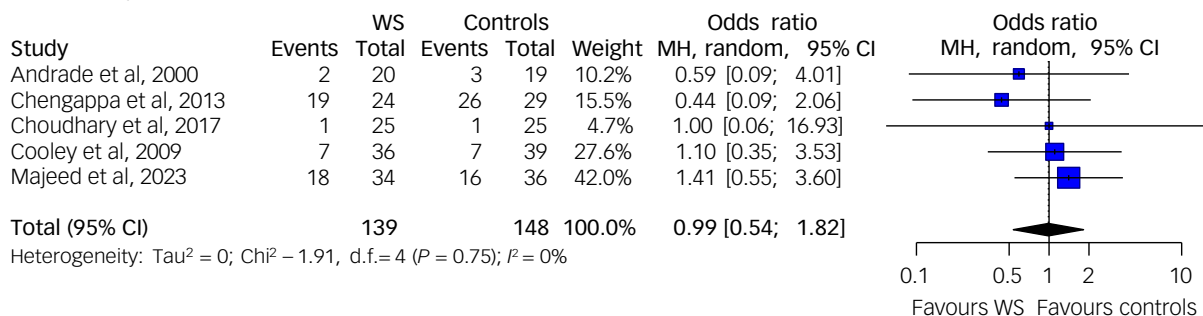 WS Controls Odds ratio Odds ratio
Study Events Total Events Total Weight MH, random, 95% CI MH, random, 95% CI
Andrade et al, 2000 2 20 3 19 10.2% 0.59 [0.09; 4.01]
Chengappa et al, 2013 19 24 26 29 15.5% 0.44 [0.09; 2.06]
Choudhary et al, 2017 1 25 1 25 4.7% 1.00 [0.06; 16.93]
Cooley et al, 2009 7 36 7 39 27.6% 1.10 [0.35; 3.53]
Majeed et al, 2023 18 34 16 36 42.0% 1.41 [0.55; 3.60]
Total (95% CI) 139 148 100.0% 0.99 [0.54; 1.82]
Heterogeneity: Tau² = 0; Chi² – 1.91, d.f.= 4 (P = 0.75); I² = 0%
0.1 0.5 1 2 10
Favours WS Favours controls